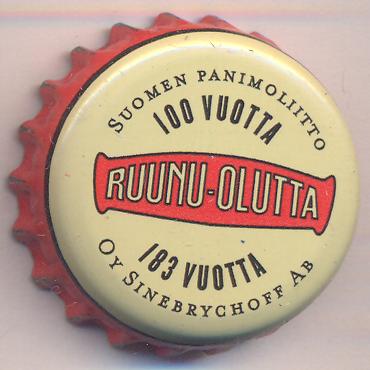 SUOMEN PANIMOLIITTO
100 VUOTTA
RUUNU-OLUTTA
183 VUOTTA
OY SINEBRYCHOFF AB